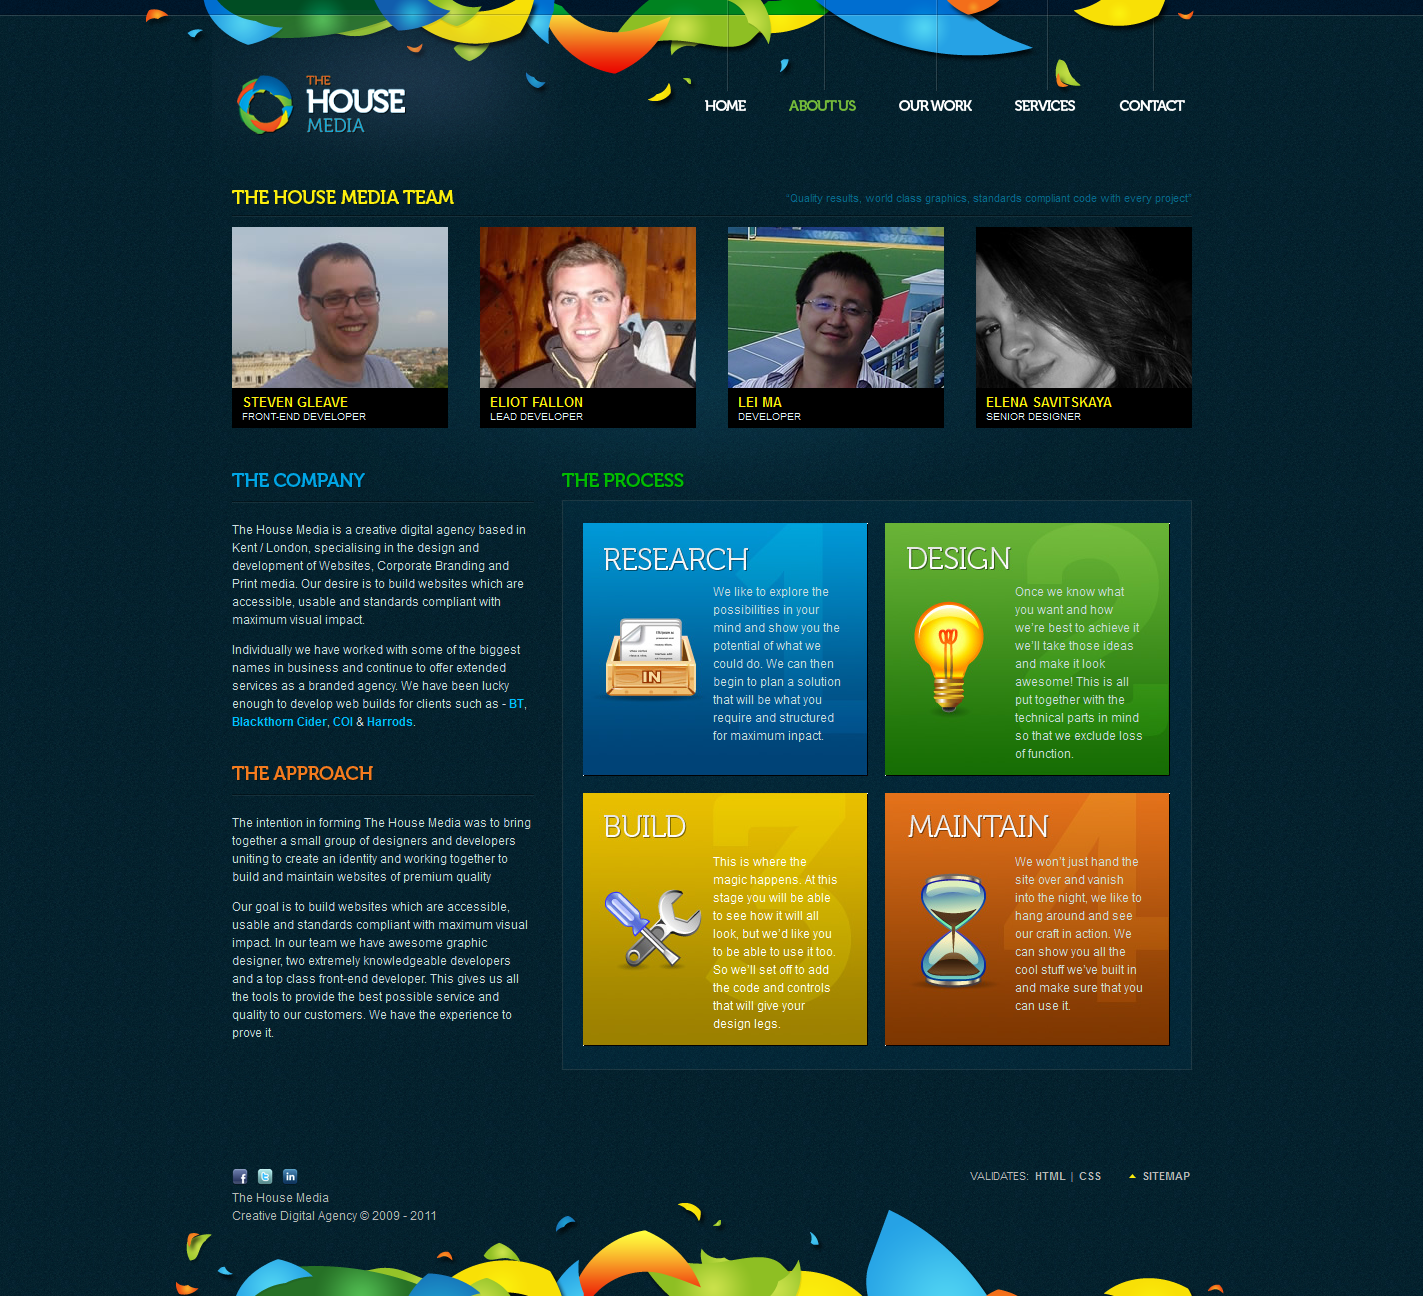 THE
HOUSE
MEDIA
HOME
ABOUT US
OUR WORK
SERVICES
CONTACT
THE HOUSE MEDIA TEAM
"Quality results, world class graphics, standards compliant code with every project"
STEVEN GLEAVE
FRONT-END DEVELOPER
ELIOT FALLON
LEAD DEVELOPER
LEI MA
DEVELOPER
ELENA SAVITSKAYA
SENIOR DESIGNER
THE COMPANY
The House Media is a creative digital agency based in
Kent / London, specialising in the design and
development of Websites, Corporate Branding and
Print media. Our desire is to build websites which are
accessible, usable and standards compliant with
maximum visual impact.
Individually we have worked with some of the biggest
names in business and continue to offer extended
services as a branded agency. We have been lucky
enough to develop web builds for clients such as - BT,
Blackthorn Cider, COI & Harrods.
THE APPROACH
The intention in forming The House Media was to bring
together a small group of designers and developers
uniting to create an identity and working together to
build and maintain websites of premium quality
Our goal is to build websites which are accessible,
usable and standards compliant with maximum visual
impact. In our team we have awesome graphic
designer, two extremely knowledgeable developers
and a top class front-end developer. This gives us all
the tools to provide the best possible service and
quality to our customers. We have the experience to
prove it.
THE PROCESS
1
RESEARCH
We like to explore the
possibilities in your
mind and show you the
potential of what we
could do. We can then
begin to plan a solution
that will be what you
require and structured
for maximum inpact.
IN
2
DESIGN
Once we know what
you want and how
we're best to achieve it
we'll take those ideas
and make it look
awesome! This is all
put together with the
technical parts in mind
so that we exclude loss
of function.
3
BUILD
This is where the
magic happens. At this
stage you will be able
to see how it will all
look, but we'd like you
to be able to use it too.
So we'll set off to add
the code and controls
that will give your
design legs.
4
MAINTAIN
We won't just hand the
site over and vanish
into the night, we like to
hang around and see
our craft in action. We
can show you all the
cool stuff we've built in
and make sure that you
can use it.
f
t
in
The House Media
Creative Digital Agency © 2009 - 2011
VALIDATES: HTML | CSS
SITEMAP